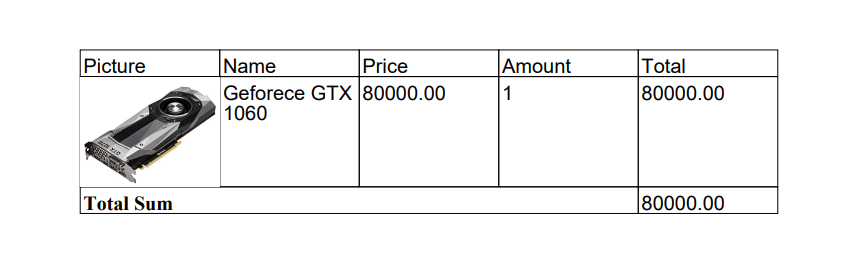 Picture Name Price Amount Total
Geforece GTX 80000.00 1 80000.00
1060
Total Sum 80000.00